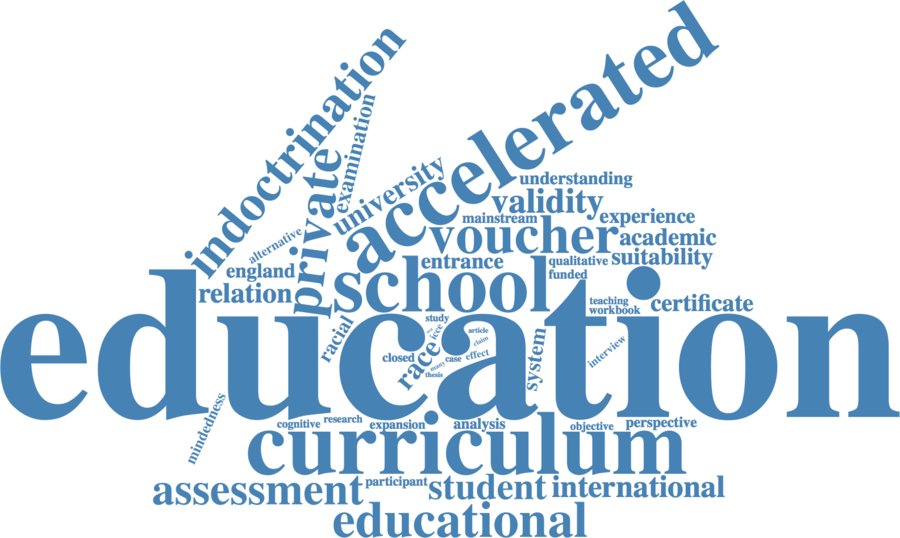 accelerated
indoctrination
examination
private
university
understanding
validity
mainstream
experience
voucher
academic
alternative
england
entrance
qualitative
suitability
funded
relation
school
teaching
workbook
certificate
education
racial
study
icce
article
claim
closed
race
case
effect
many
thesis
system
interview
mindedness
cognitive
research
expansion
analysis
objective
perspective
curriculum
assessment
participant
student
international
educational